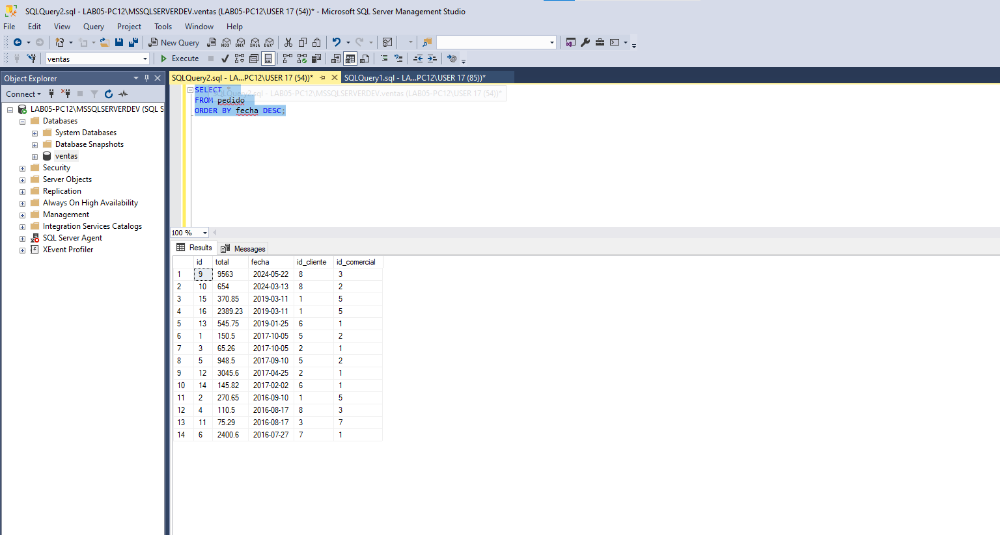 SQLQuery2.sql - LAB05-PC12\MSSQLSERVERDEV.ventas (LAB05-PC12\USER 17 (54))* - Microsoft SQL Server Management Studio
File Edit View Query Project Tools Window Help
New Query MDX DMX XMLA DAX
ventas Execute
Object Explorer
Connect
LAB05-PC12\MSSQLSERVERDEV (SQL S
Databases
System Databases
Database Snapshots
ventas
Security
Server Objects
Replication
Always On High Availability
Management
Integration Services Catalogs
SQL Server Agent
XEvent Profiler
SQLQuery2.sql - LA...PC12\USER 17 (54))* SQLQuery1.sql - LA...PC12\USER 17 (85))*
SELECT *
SQLQuery2.sql - LAB05-PC12\MSSQLSERVERDEV.ventas (LAB05-PC12\USER 17 (54))*
FROM pedido
ORDER BY fecha DESC;
100 %
Results Messages
id total fecha id_cliente id_comercial
1 9 9563 2024-05-22 8 3
2 10 654 2024-03-13 8 2
3 15 370.85 2019-03-11 1 5
4 16 2389.23 2019-03-11 1 5
5 13 545.75 2019-01-25 6 1
6 1 150.5 2017-10-05 5 2
7 3 65.26 2017-10-05 2 1
8 5 948.5 2017-09-10 5 2
9 12 3045.6 2017-04-25 2 1
10 14 145.82 2017-02-02 6 1
11 2 270.65 2016-09-10 1 5
12 4 110.5 2016-08-17 8 3
13 11 75.29 2016-08-17 3 7
14 6 2400.6 2016-07-27 7 1